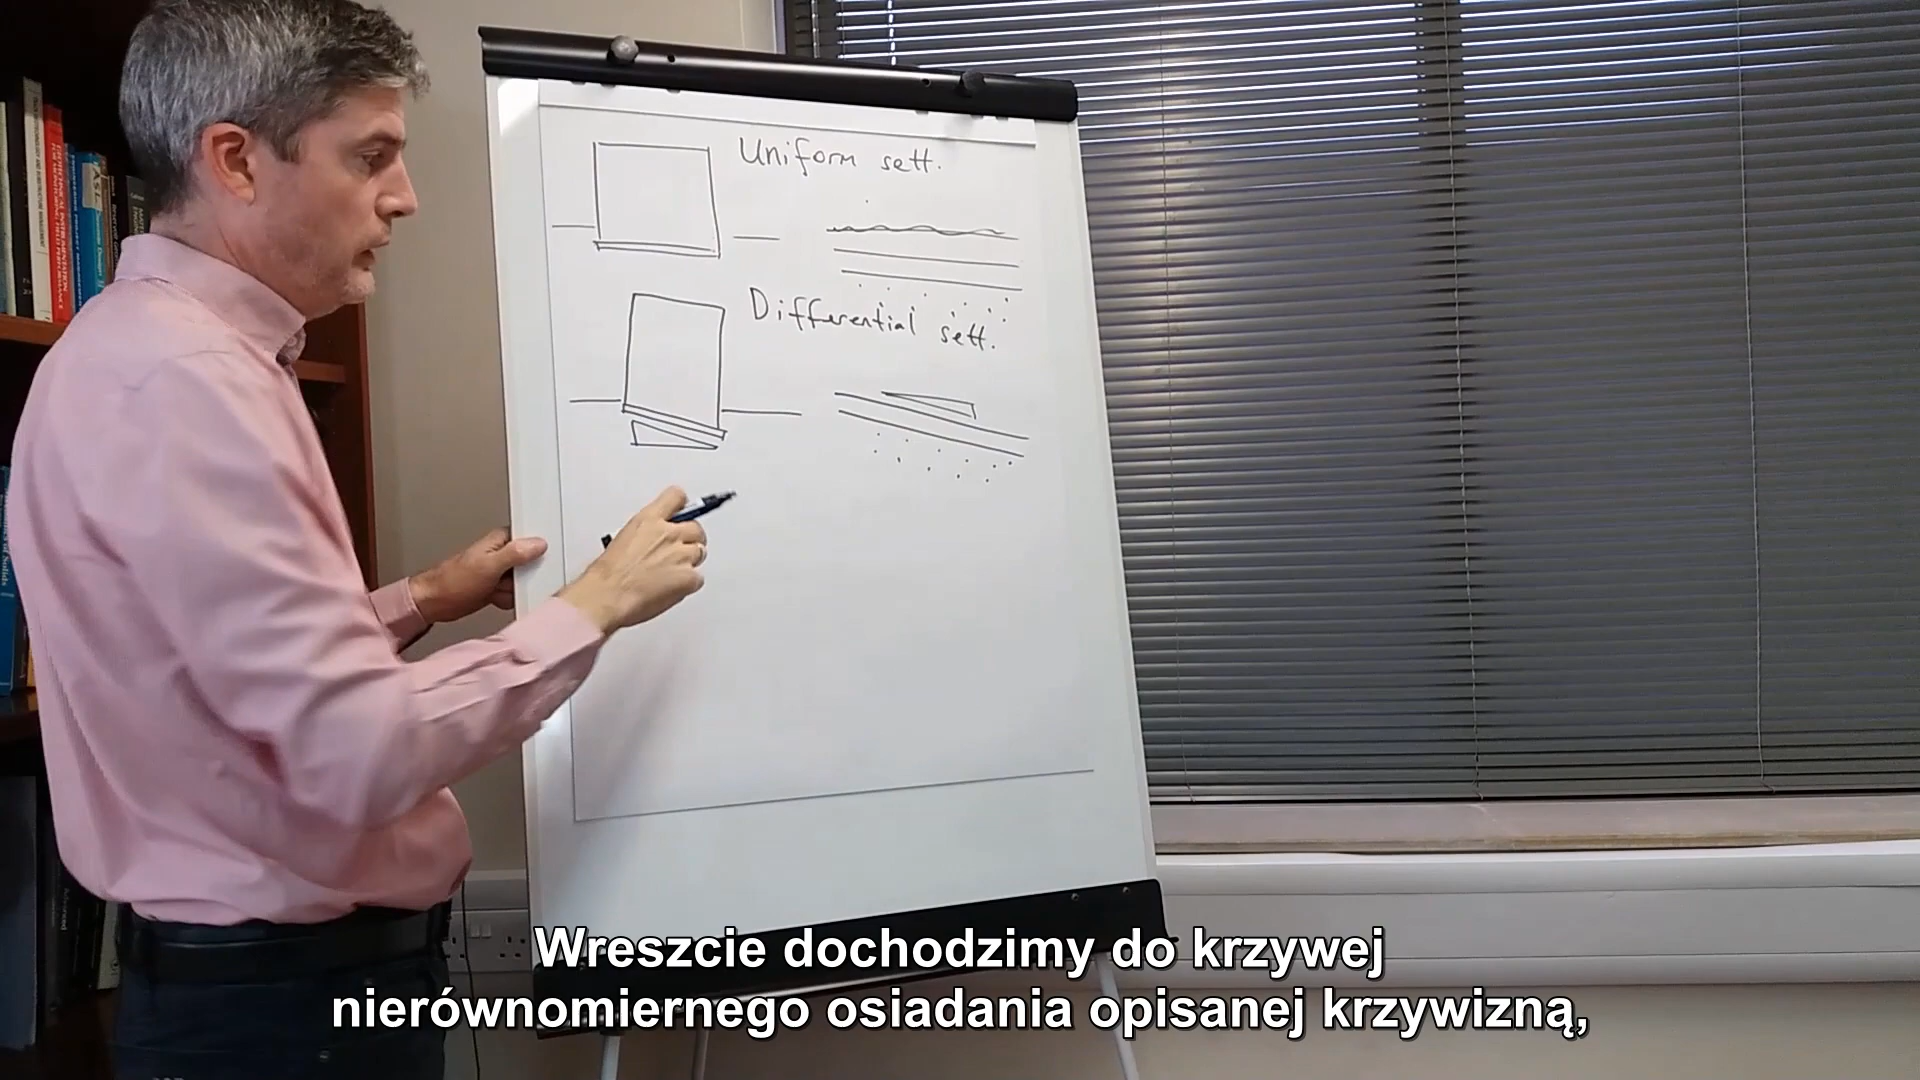 Uniform sett.
Differential sett.
Wreszcie dochodzimy do krzywej
nierównomiernego osiadania opisanej krzywizną,